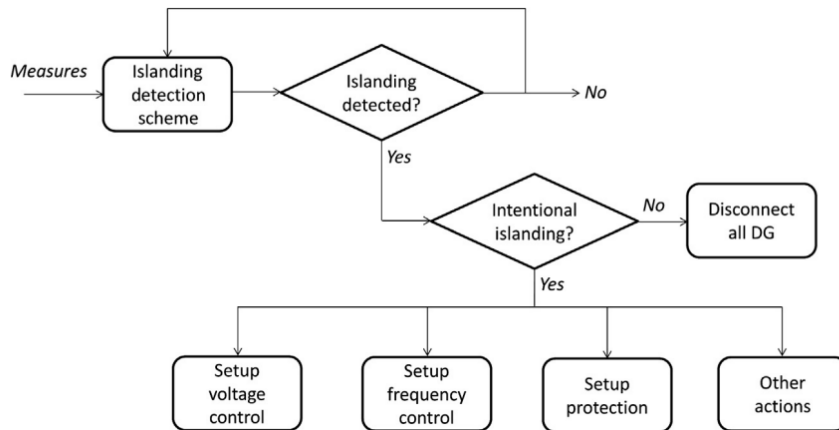 Measures
Islanding
detection
scheme
Islanding
detected?
No
Yes
Intentional
islanding?
No
Disconnect
all DG
Yes
Setup
voltage
control
Setup
frequency
control
Setup
protection
Other
actions